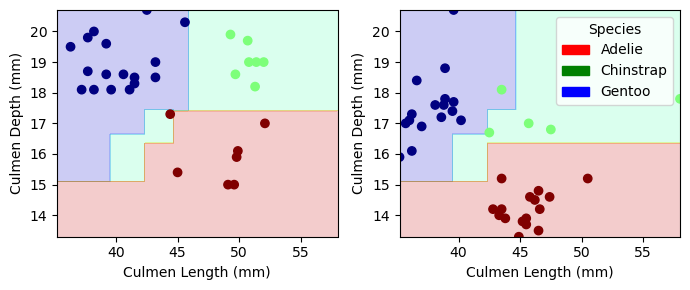 20
19
18
17
16
15
14
40
45
50
55
Culmen Depth (mm)
Culmen Length (mm)
20
19
18
17
16
15
14
40
45
50
55
Culmen Depth (mm)
Culmen Length (mm)
Species
Adelie
Chinstrap
Gentoo